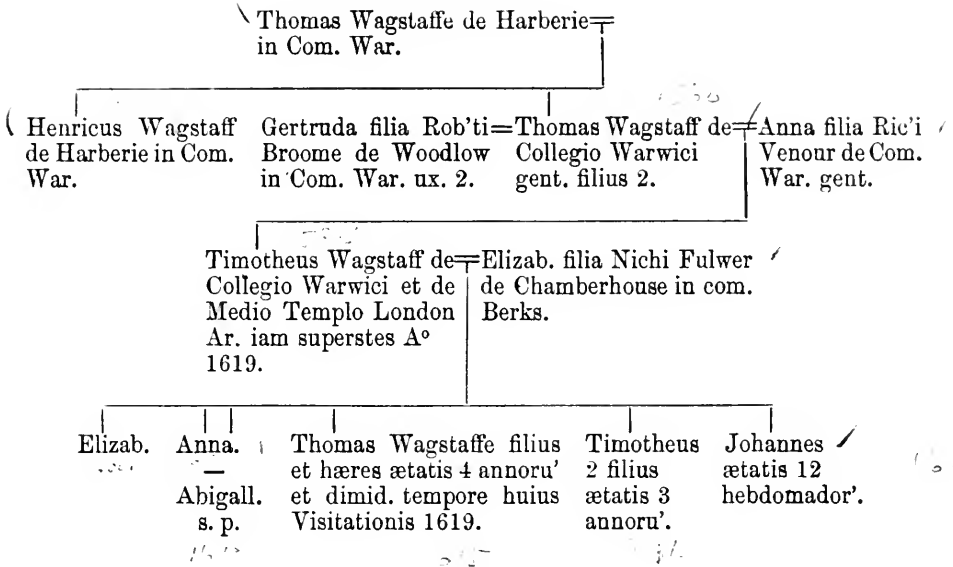 Thomas Wagstaffe de Harberie
in Com. War.
Henricus Wagstaff
de Harberie in Com.
War.
Gertruda filia Rob'ti
Broome de Woodlow
in Com. War. ux. 2.
Thomas Wagstaff de
Collegio Warwici
gent. filius 2.
Anna filia Ric'i
Venour de Com.
War. gent.
Timotheus Wagstaff de
Collegio Warwici et de
Medio Templo London
Ar. iam superstes Aº
1619.
Elizab. filia Nichi Fulwer
de Chamberhouse in com.
Berks.
Elizab.
Anna.
—
Abigall.
s. p.
Thomas Wagstaffe filius
et hæres ætatis 4 annoru'
et dimid. tempore huius
Visitationis 1619.
Timotheus
2 filius
ætatis 3
annoru'.
Johannes
ætatis 12
hebdomador'.